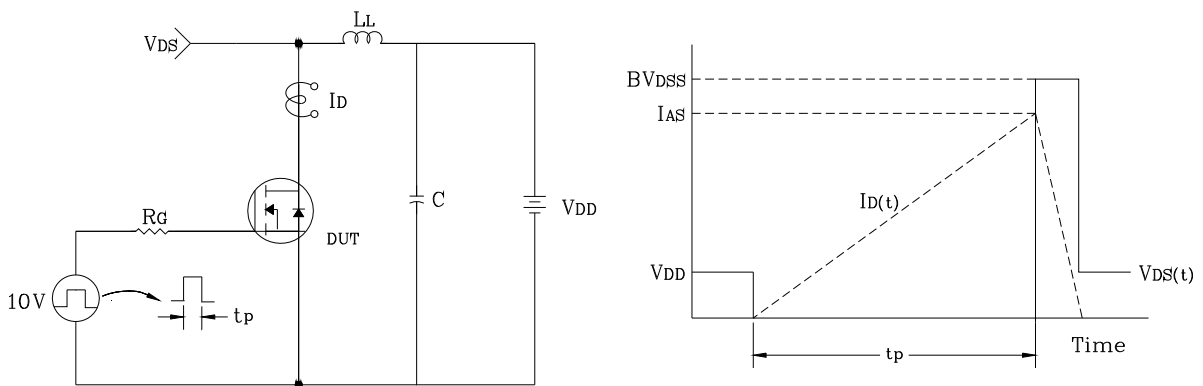 LL
VDS
ID
C
VDD
RG
DUT
10V
tp
BVDSS
IAS
ID(t)
VDD
VDS(t)
tp
Time